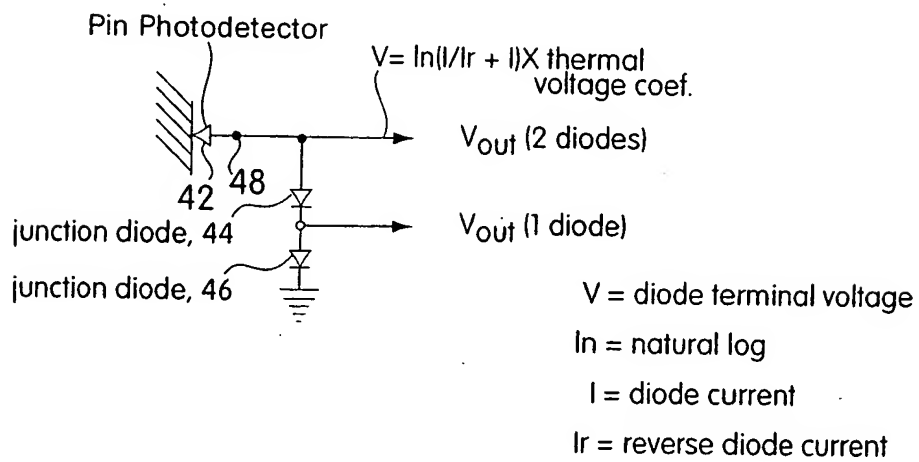 Pin Photodetector
V= ln(I/Ir + I)X thermal
voltage coef.
Vout (2 diodes)
42
48
junction diode, 44
Vout (1 diode)
junction diode, 46
V = diode terminal voltage
ln = natural log
I = diode current
Ir = reverse diode current